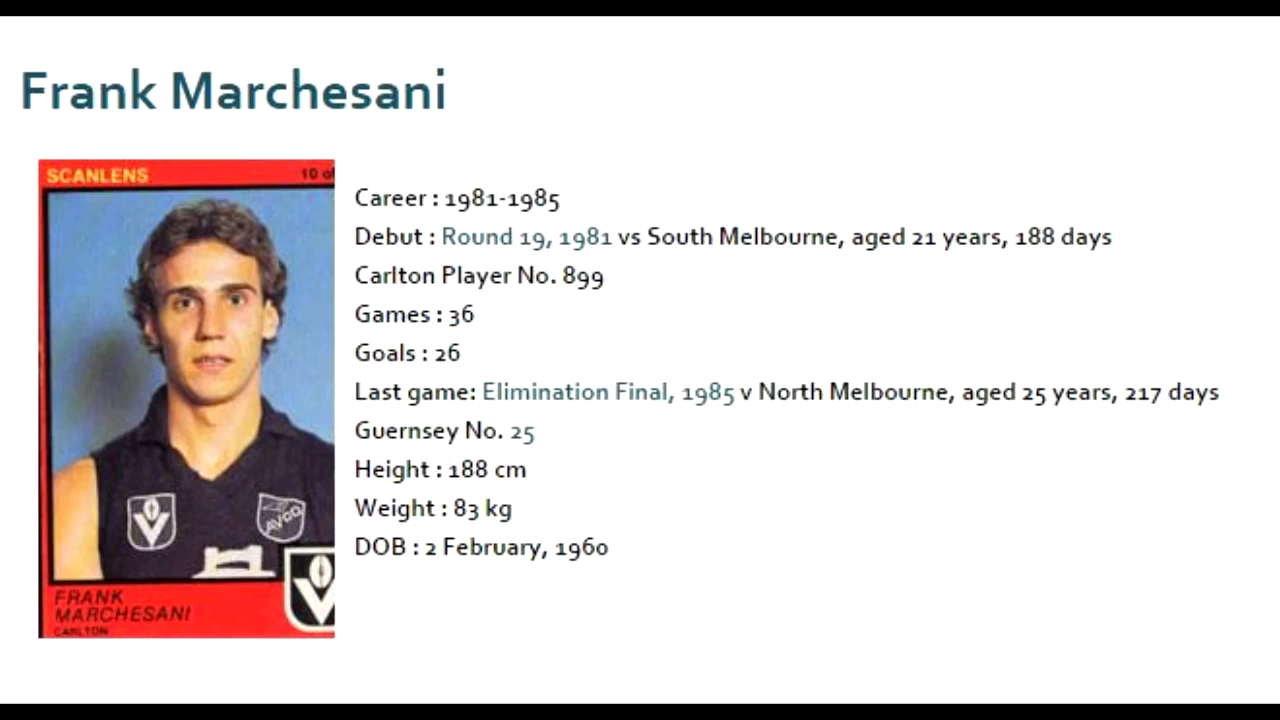 Frank Marchesani
SCANLENS
10 of
Career : 1981-1985
Debut : Round 19, 1981 vs South Melbourne, aged 21 years, 188 days
Carlton Player No. 899
Games : 36
Goals : 26
Last game: Elimination Final, 1985 v North Melbourne, aged 25 years, 217 days
Guernsey No. 25
Height : 188 cm
Weight : 83 kg
DOB : 2 February, 1960
AVCO
FRANK
MARCHESANI
CARLTON